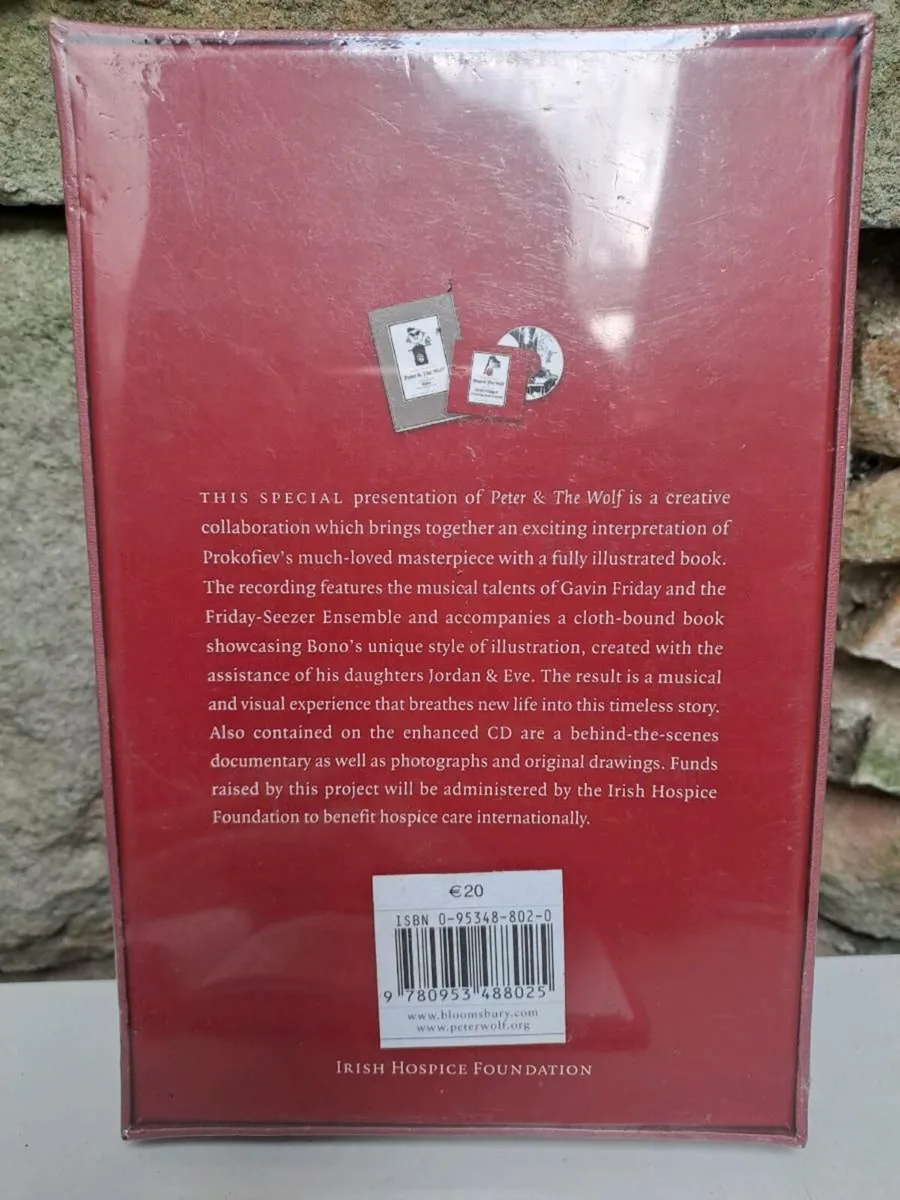 Peter & The Wolf
Peter & The Wolf
THIS SPECIAL presentation of Peter & The Wolf is a creative
collaboration which brings together an exciting interpretation of
Prokofiev's much-loved masterpiece with a fully illustrated book.
The recording features the musical talents of Gavin Friday and the
Friday-Seezer Ensemble and accompanies a cloth-bound book
showcasing Bono's unique style of illustration, created with the
assistance of his daughters Jordan & Eve. The result is a musical
and visual experience that breathes new life into this timeless story.
Also contained on the enhanced CD are a behind-the-scenes
documentary as well as photographs and original drawings. Funds
raised by this project will be administered by the Irish Hospice
Foundation to benefit hospice care internationally.
€20
ISBN 0-95348-802-0
9 780953 488025
www.bloomsbury.com
www.peterwolf.org
IRISH HOSPICE FOUNDATION